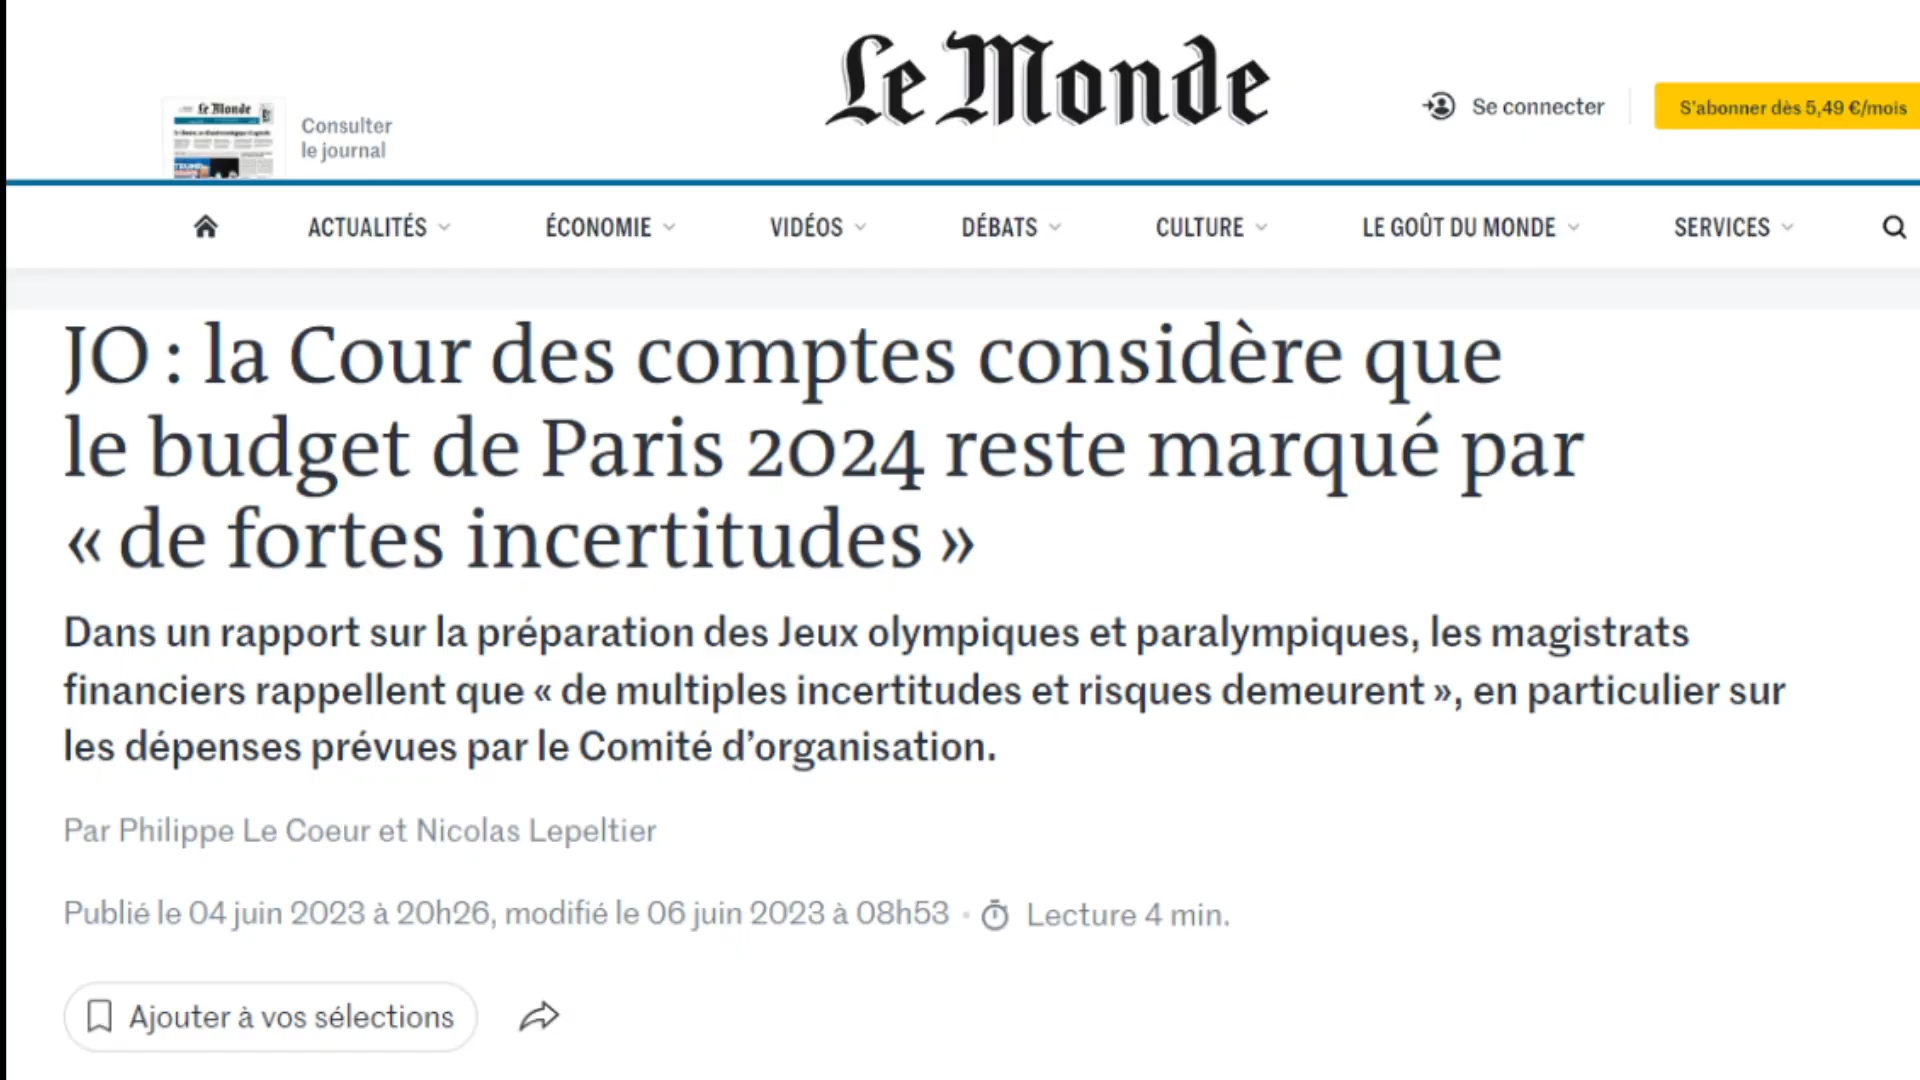 Le Monde
Le Monde
Consulter
le journal
Se connecter
S'abonner dès 5,49 €/mois
ACTUALITÉS
ÉCONOMIE
VIDÉOS
DÉBATS
CULTURE
LE GOÛT DU MONDE
SERVICES
JO : la Cour des comptes considère que
le budget de Paris 2024 reste marqué par
« de fortes incertitudes »
Dans un rapport sur la préparation des Jeux olympiques et paralympiques, les magistrats
financiers rappellent que « de multiples incertitudes et risques demeurent », en particulier sur
les dépenses prévues par le Comité d’organisation.
Par Philippe Le Coeur et Nicolas Lepeltier
Publié le 04 juin 2023 à 20h26, modifié le 06 juin 2023 à 08h53 • Lecture 4 min.
Ajouter à vos sélections